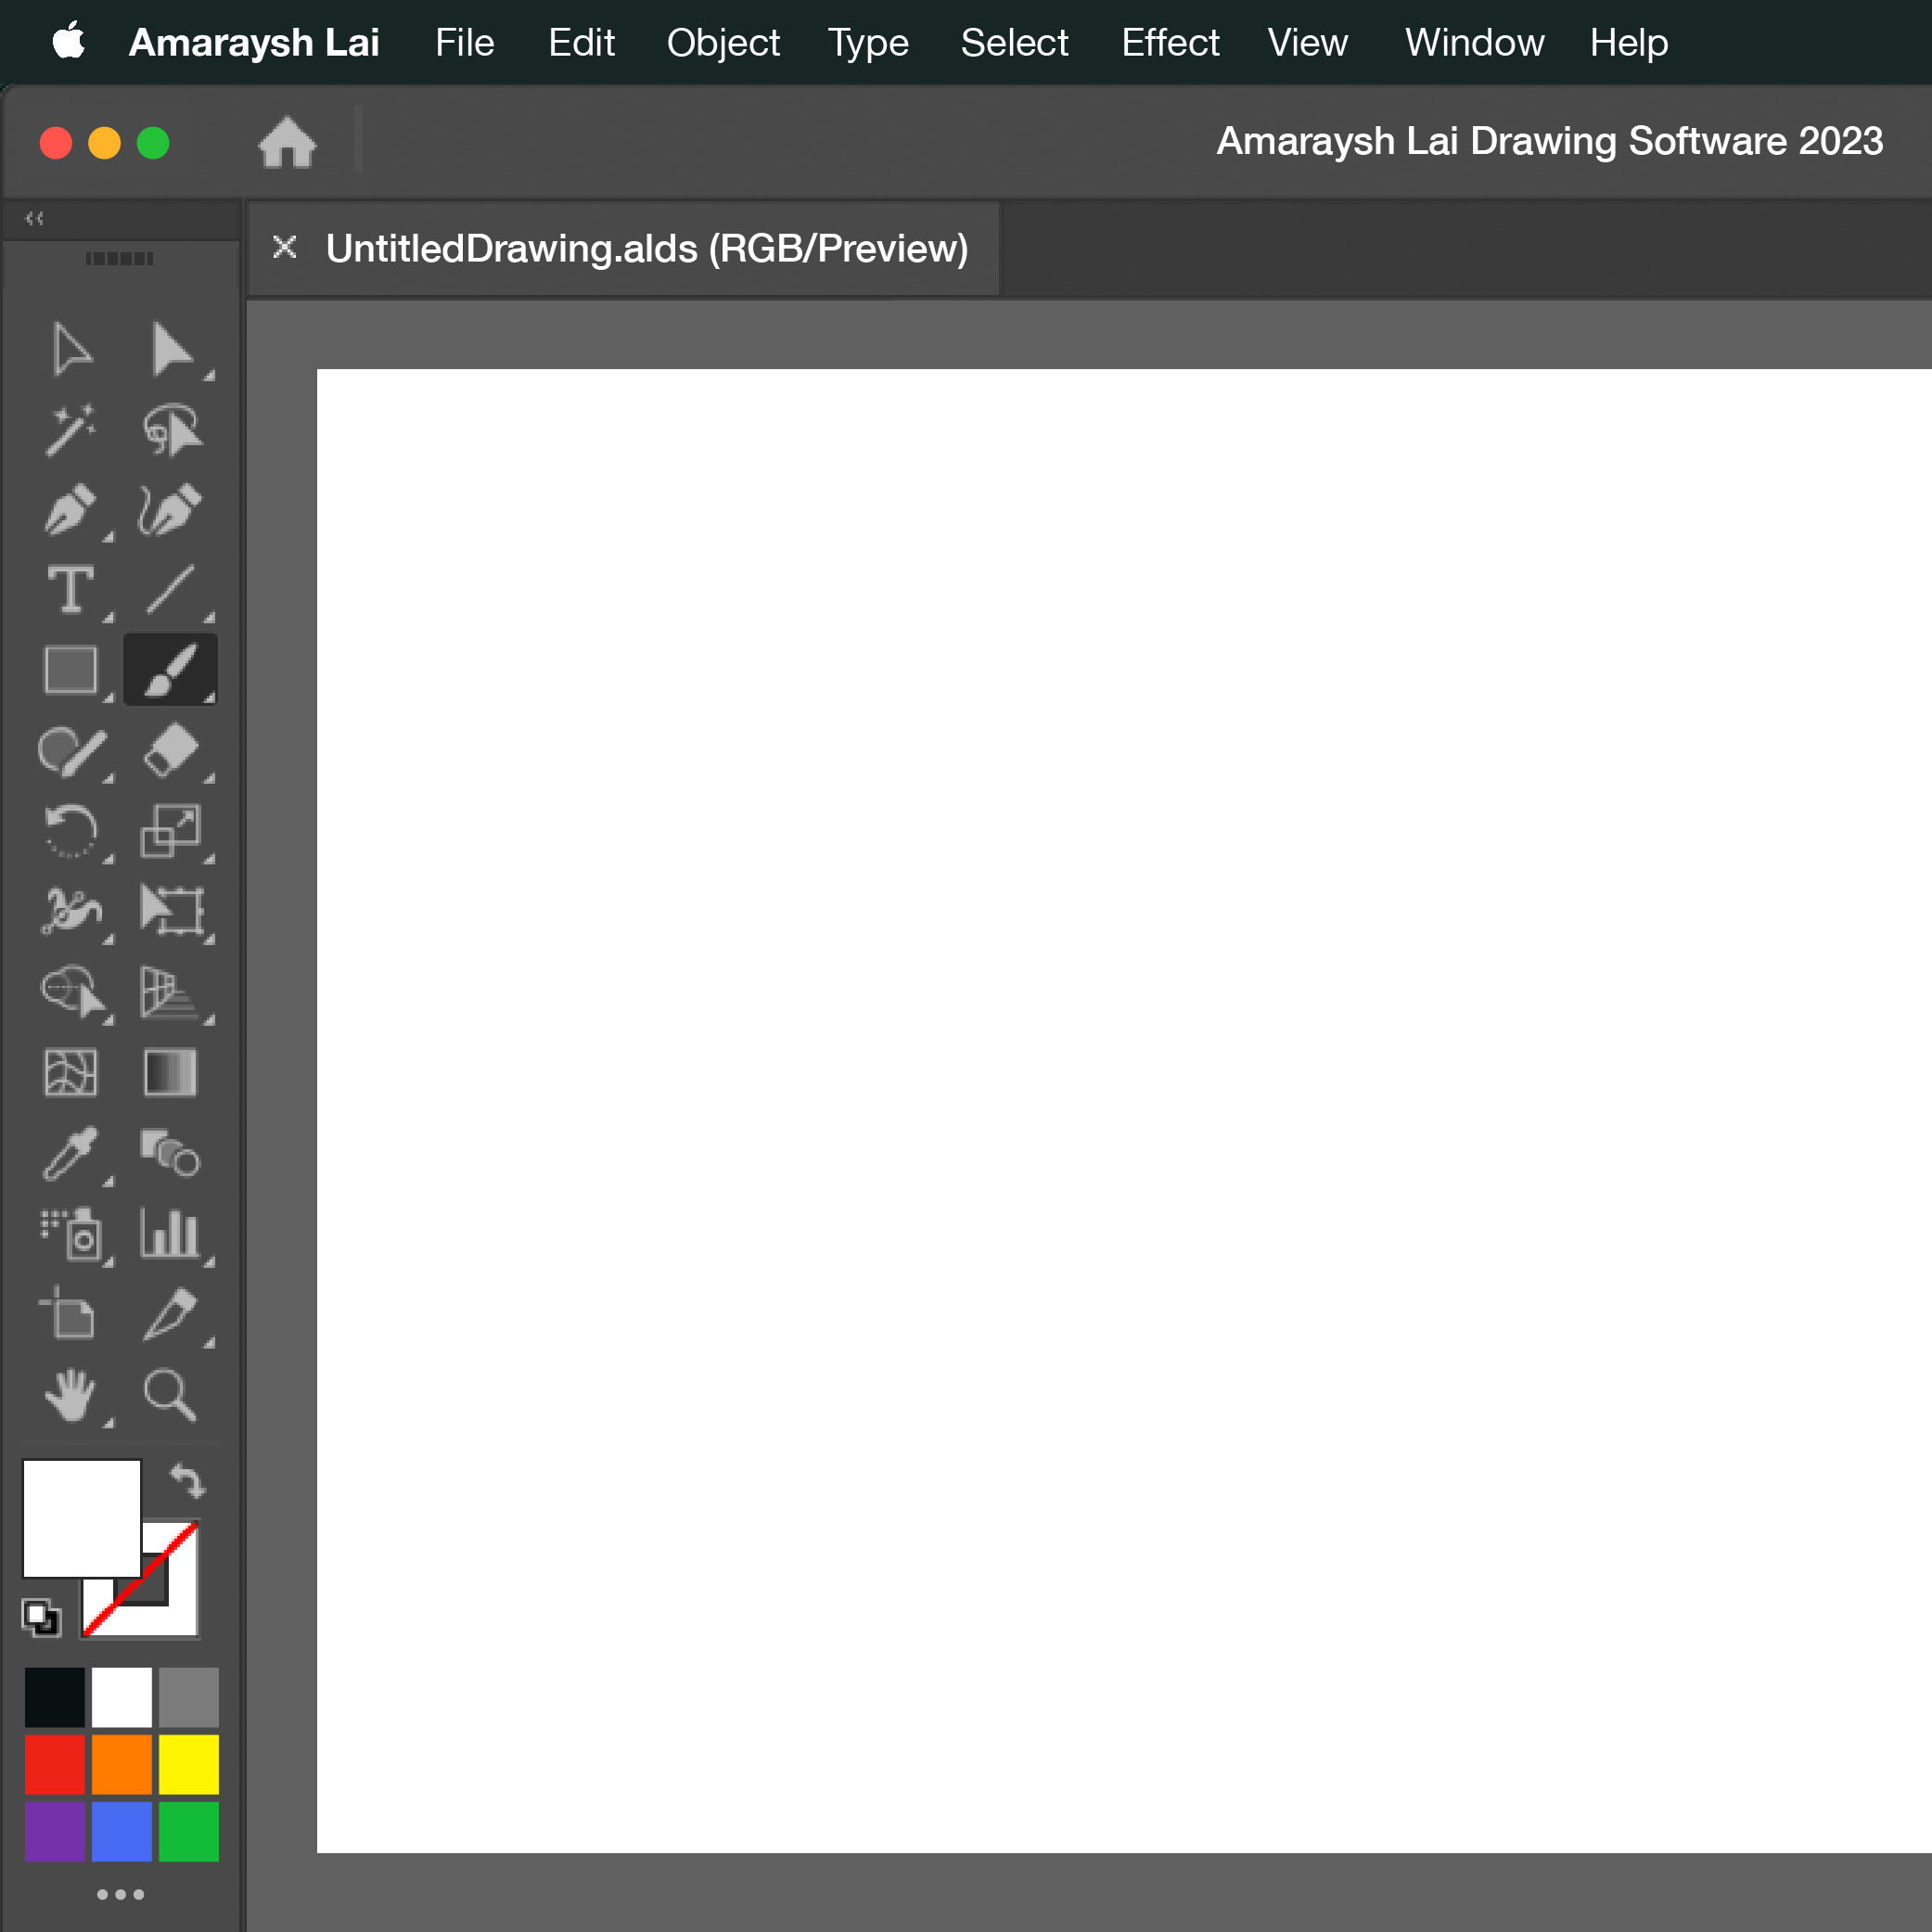 Amaraysh Lai File Edit Object Type Select Effect View Window Help
Amaraysh Lai Drawing Software 2023
UntitledDrawing.alds (RGB/Preview)